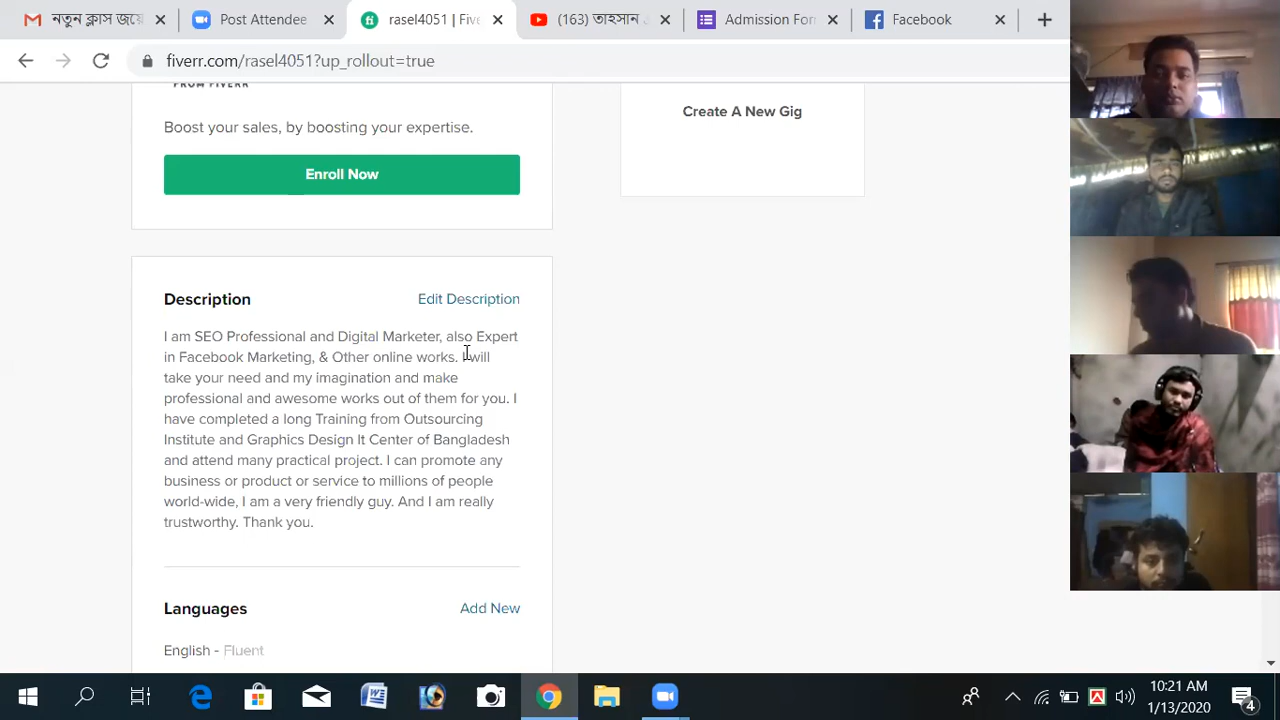 নতুন ক্লাস জয়ে
Post Attendee
rasel4051 | Five
(163) তাহসান
Admission For
Facebook
fiverr.com/rasel4051?up_rollout=true
FROM FIVERR
Boost your sales, by boosting your expertise.
Enroll Now
Create A New Gig
Description
Edit Description
I am SEO Professional and Digital Marketer, also Expert
in Facebook Marketing, & Other online works. I will
take your need and my imagination and make
professional and awesome works out of them for you. I
have completed a long Training from Outsourcing
Institute and Graphics Design It Center of Bangladesh
and attend many practical project. I can promote any
business or product or service to millions of people
world-wide, I am a very friendly guy. And I am really
trustworthy. Thank you.
Languages
Add New
English - Fluent
10:21 AM
1/13/2020
4